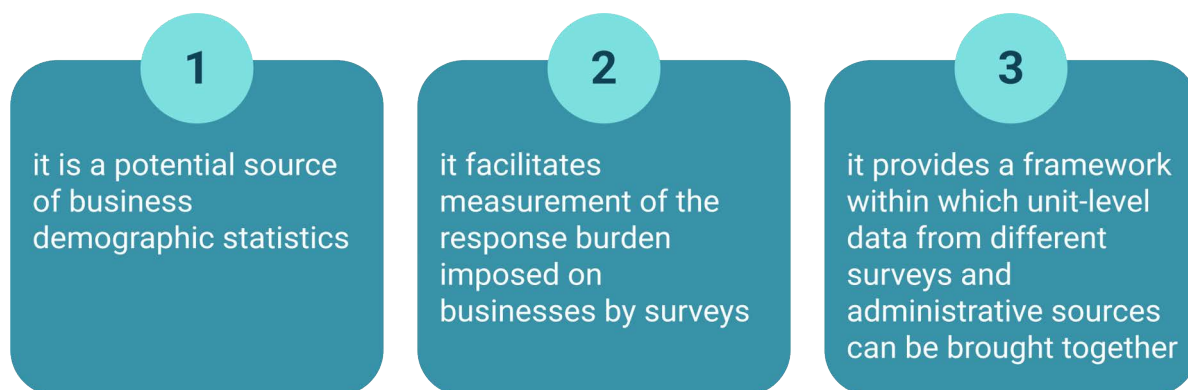 1
it is a potential source
of business
demographic statistics
2
it facilitates
measurement of the
response burden
imposed on
businesses by surveys
3
it provides a framework
within which unit-level
data from different
surveys and
administrative sources
can be brought together